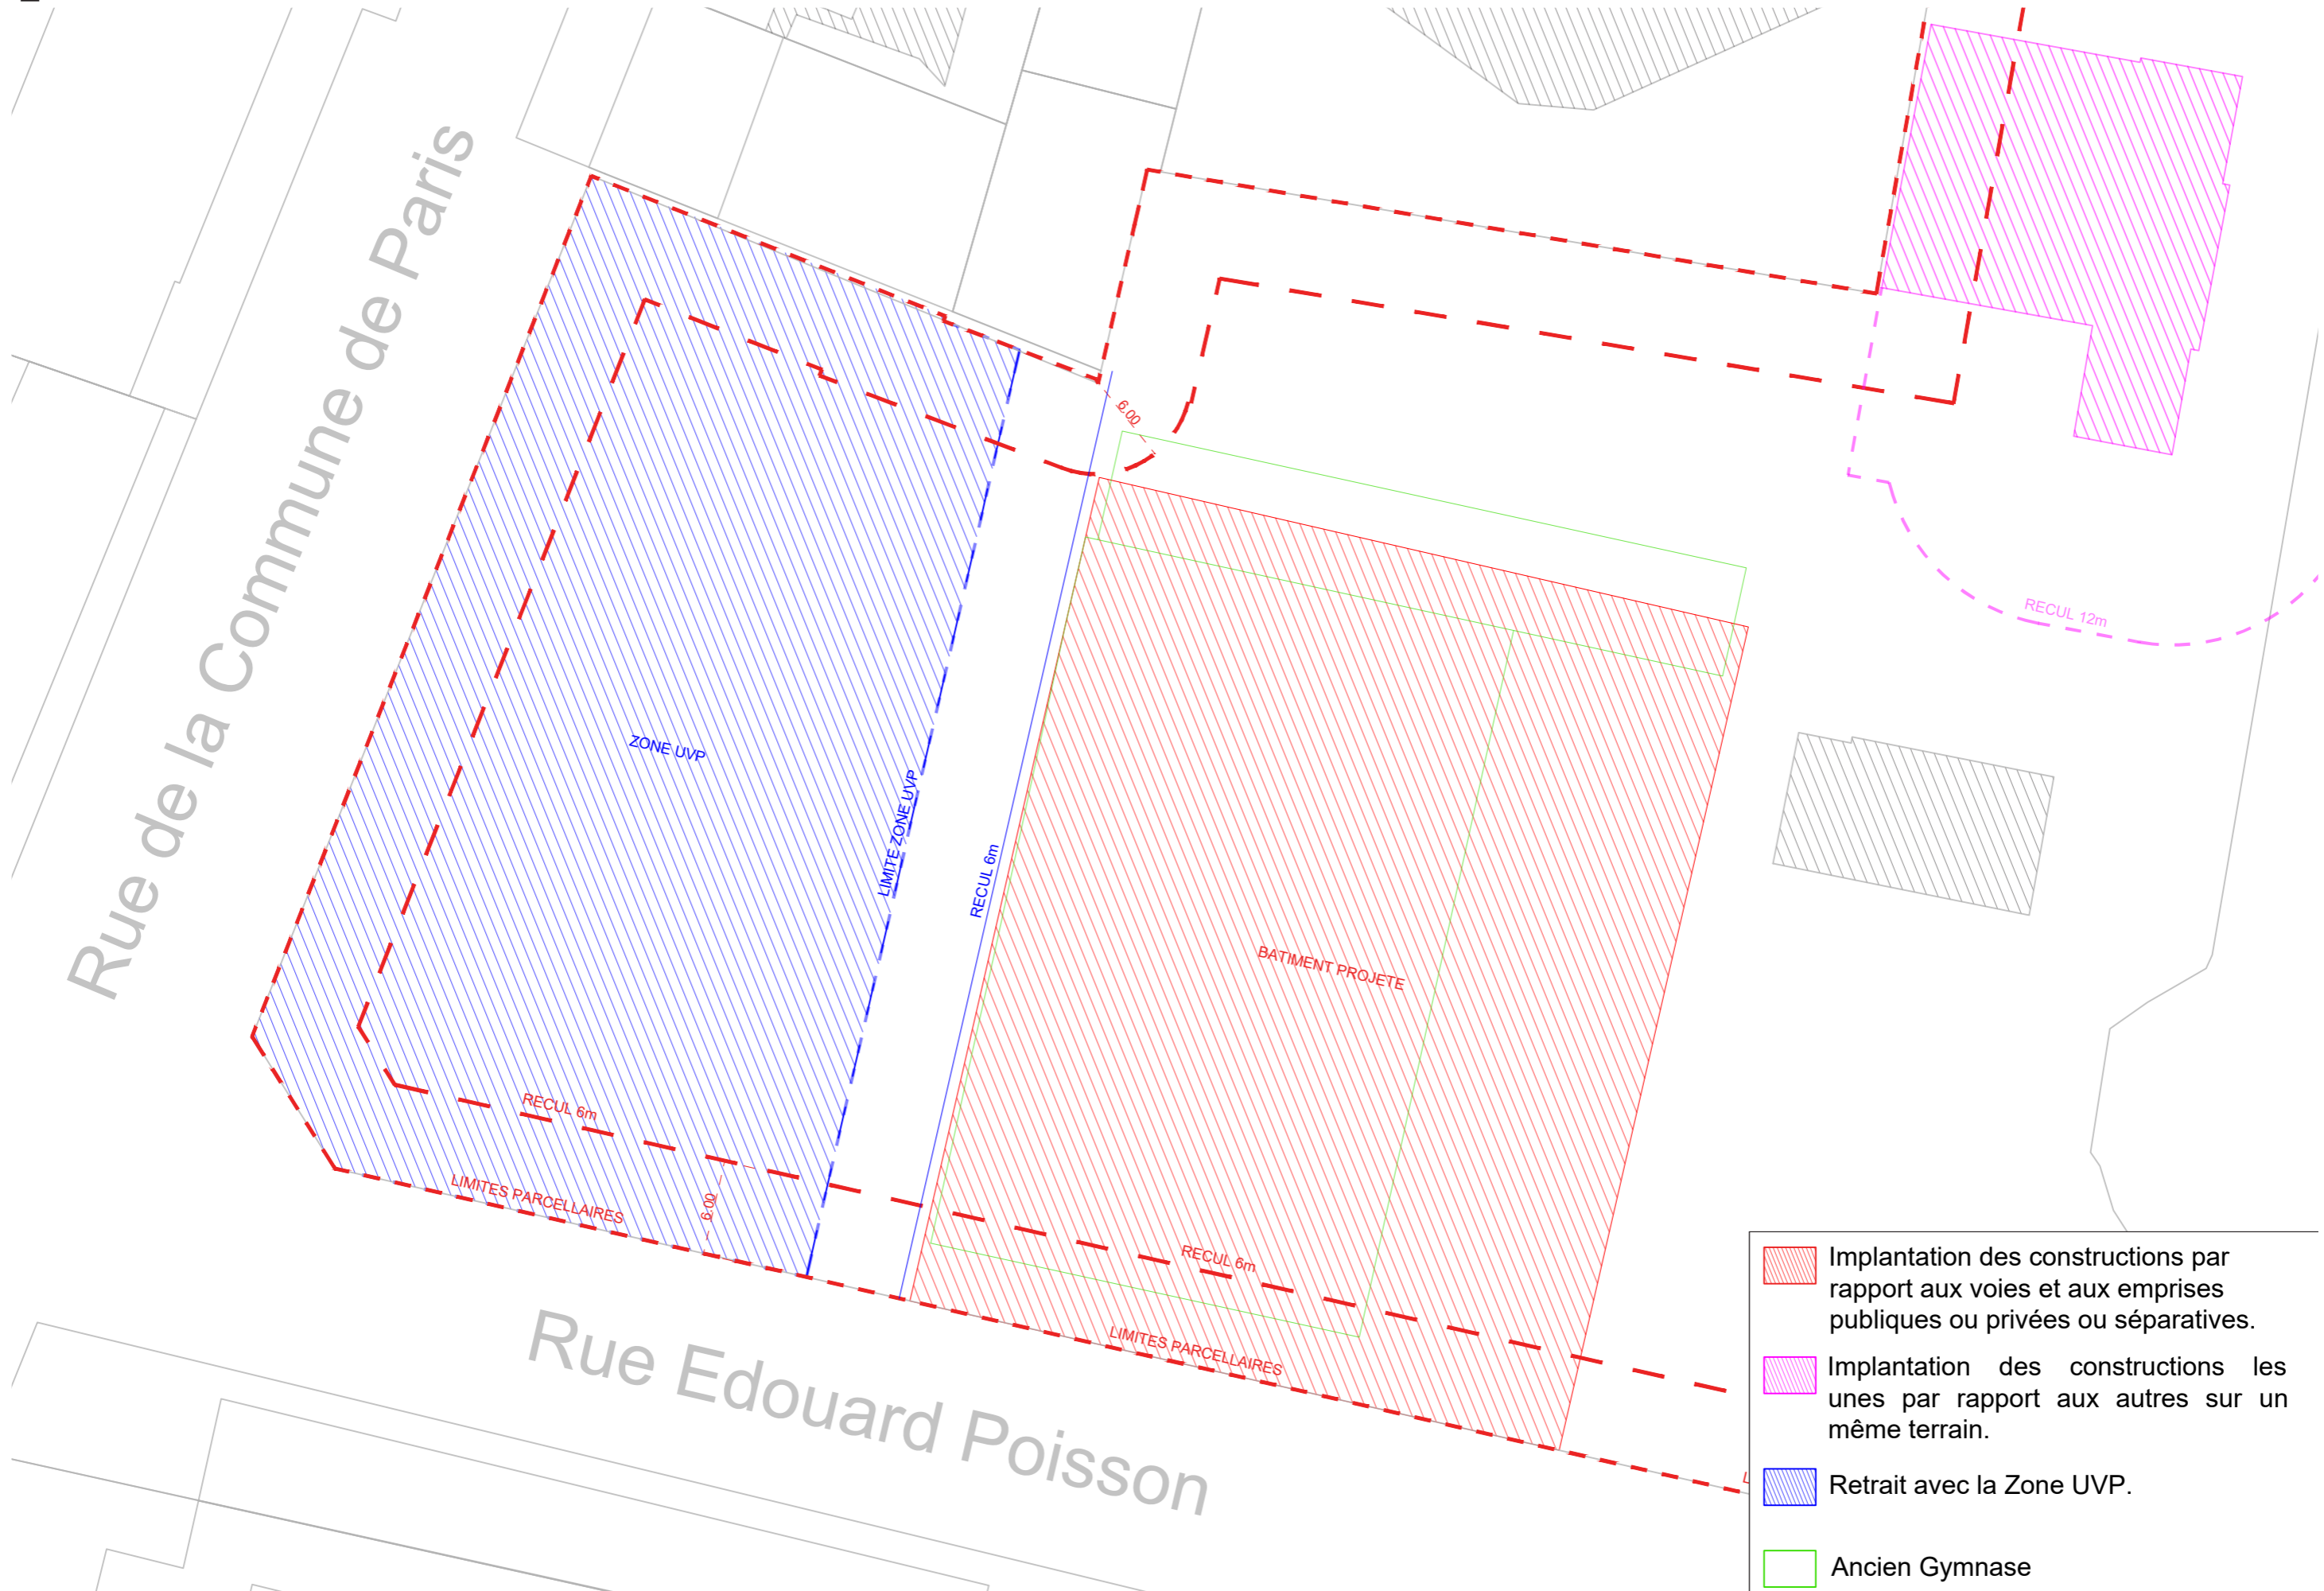 Rue de la Commune de Paris
6.00
RECUL 12m
ZONE UVP
LIMITE ZONE UVP
RECUL 6m
BATIMENT PROJETE
RECUL 6m
LIMITES PARCELLAIRES
6.00
RECUL 6m
LIMITES PARCELLAIRES
Rue Edouard Poisson
Implantation des constructions par
rapport aux voies et aux emprises
publiques ou privées ou séparatives.
Implantation des constructions les
unes par rapport aux autres sur un
même terrain.
Retrait avec la Zone UVP.
Ancien Gymnase